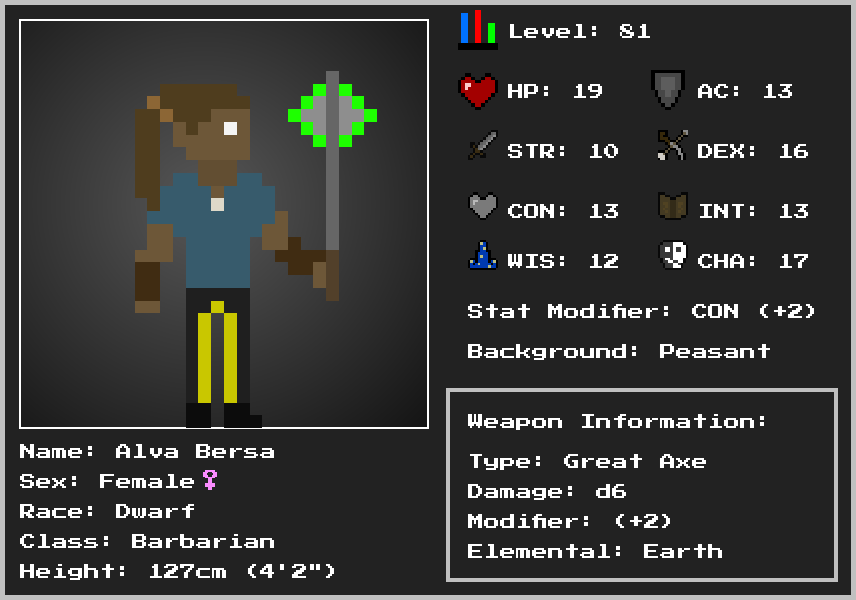 Level: 81
HP: 19 AC: 13
STR: 10 DEX: 16
CON: 13 INT: 13
WIS: 12 CHA: 17
Stat Modifier: CON (+2)
Background: Peasant
Weapon Information:
Type: Great Axe
Damage: d6
Modifier: (+2)
Elemental: Earth
Name: Alva Bersa
Sex: Female♀
Race: Dwarf
Class: Barbarian
Height: 127cm (4'2")